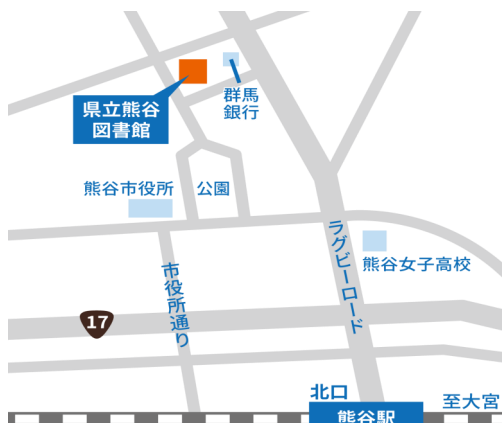 県立熊谷
図書館
群馬
銀行
熊谷市役所
公園
ラグビーロード
熊谷女子高校
市役所通り
17
北口
熊谷駅
至大宮